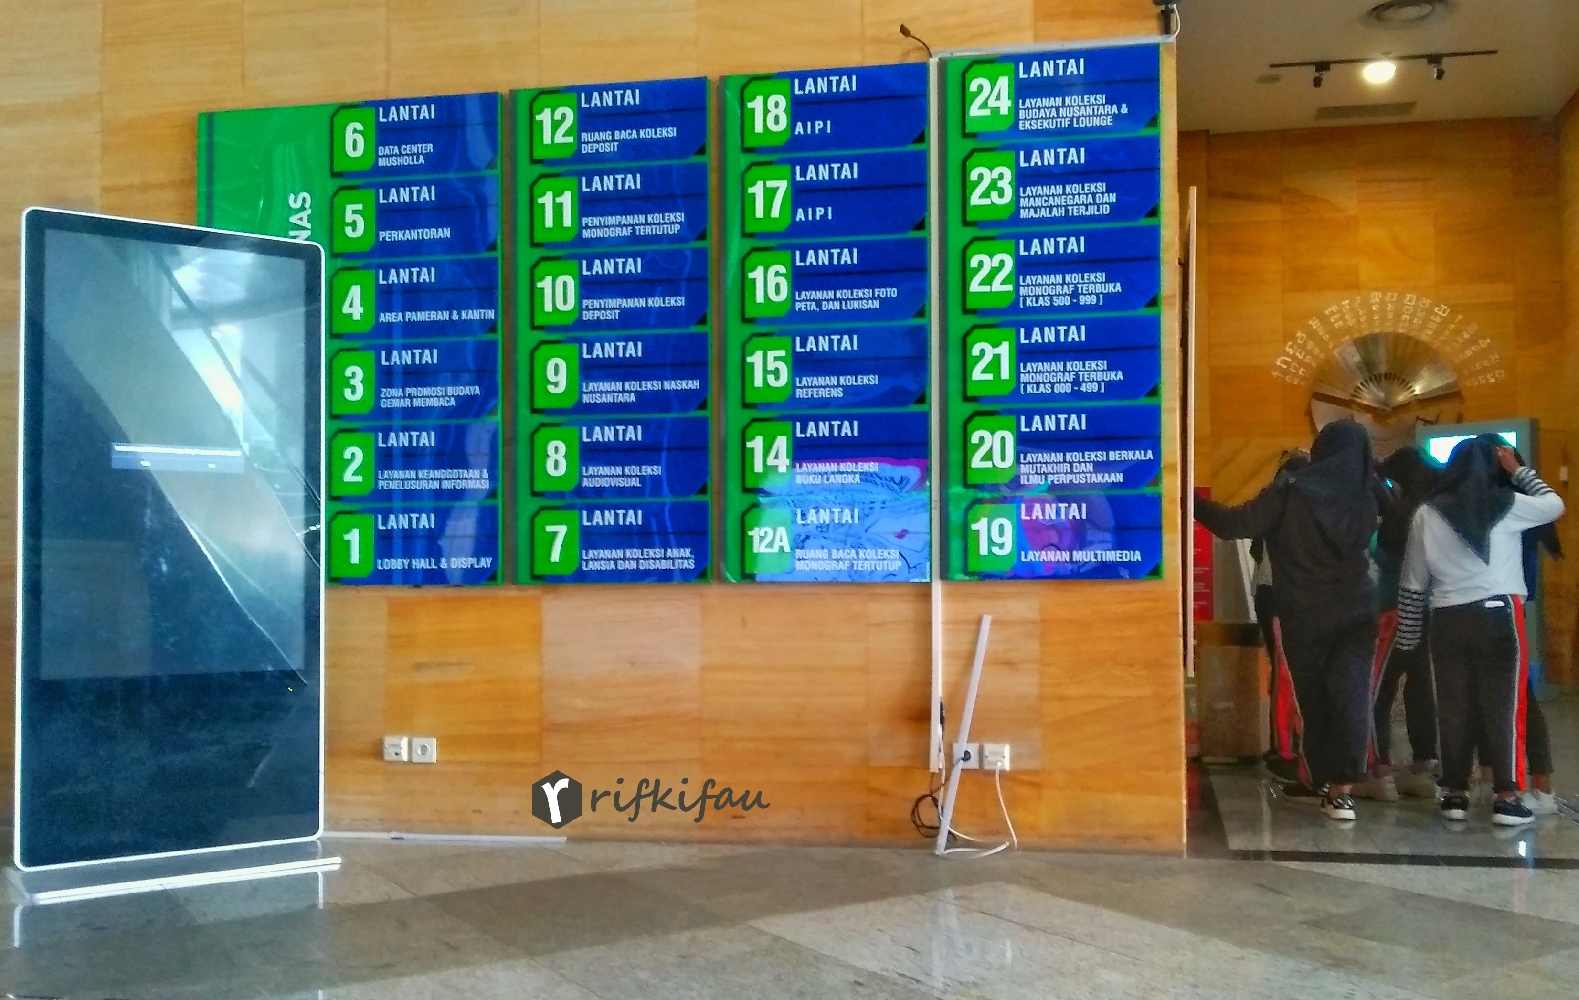 NAS
6 LANTAI
DATA CENTER
MUSHOLLA
5 LANTAI
PERKANTORAN
4 LANTAI
AREA PAMERAN & KANTIN
3 LANTAI
ZONA PROMOSI BUDAYA
GEMAR MEMBACA
2 LANTAI
LAYANAN KEANGGOTAAN &
PENELUSURAN INFORMASI
1 LANTAI
LOBBY HALL & DISPLAY
12 LANTAI
RUANG BACA KOLEKSI
DEPOSIT
11 LANTAI
PENYIMPANAN KOLEKSI
MONOGRAF TERTUTUP
10 LANTAI
PENYIMPANAN KOLEKSI
DEPOSIT
9 LANTAI
LAYANAN KOLEKSI NASKAH
NUSANTARA
8 LANTAI
LAYANAN KOLEKSI
AUDIOVISUAL
7 LANTAI
LAYANAN KOLEKSI ANAK,
LANSIA DAN DISABILITAS
18 LANTAI
AIPI
17 LANTAI
AIPI
16 LANTAI
LAYANAN KOLEKSI FOTO
PETA, DAN LUKISAN
15 LANTAI
LAYANAN KOLEKSI
REFERENS
14 LANTAI
LAYANAN KOLEKSI
BUKU LANGKA
12A LANTAI
RUANG BACA KOLEKSI
MONOGRAF TERTUTUP
24 LANTAI
LAYANAN KOLEKSI
BUDAYA NUSANTARA &
EKSEKUTIF LOUNGE
23 LANTAI
LAYANAN KOLEKSI
MANCANEGARA DAN
MAJALAH TERJILID
22 LANTAI
LAYANAN KOLEKSI
MONOGRAF TERBUKA
[ KLAS 500 - 999 ]
21 LANTAI
LAYANAN KOLEKSI
MONOGRAF TERBUKA
[ KLAS 000 - 499 ]
20 LANTAI
LAYANAN KOLEKSI BERKALA
MUTAKHIR DAN
ILMU PERPUSTAKAAN
19 LANTAI
LAYANAN MULTIMEDIA
r rifkifau